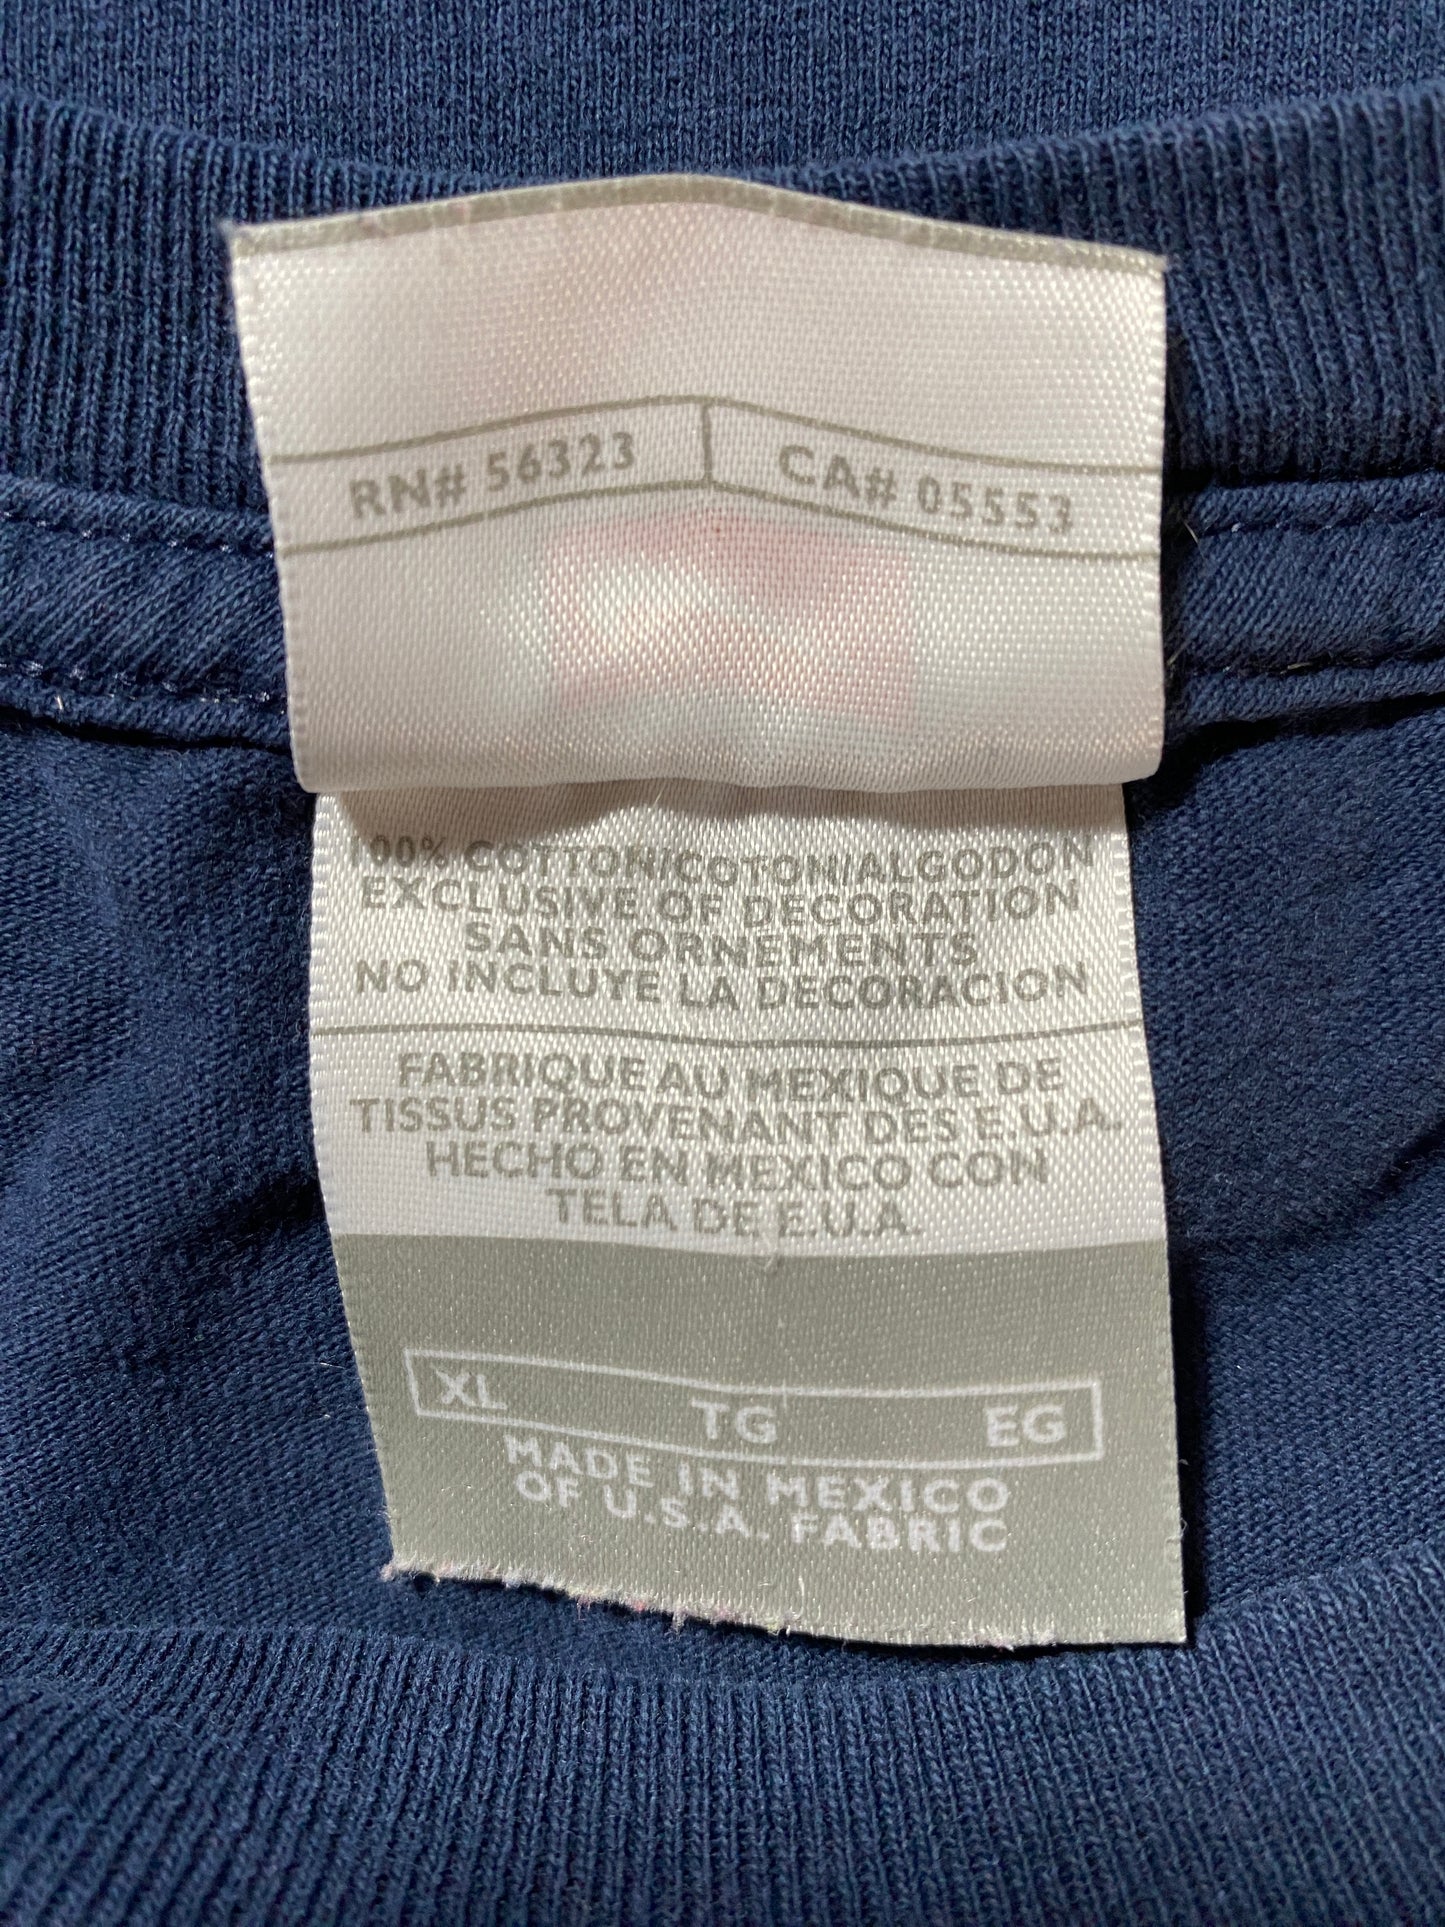 RN# 56323 CA# 05553
100% COTTON/COTON/ALGODON
EXCLUSIVE OF DECORATION
SANS ORNEMENTS
NO INCLUYE LA DECORACION
FABRIQUE AU MEXIQUE DE
TISSUS PROVENANT DES E.U.A.
HECHO EN MEXICO CON
TELA DE E.U.A.
XL TG EG
MADE IN MEXICO
OF U.S.A. FABRIC